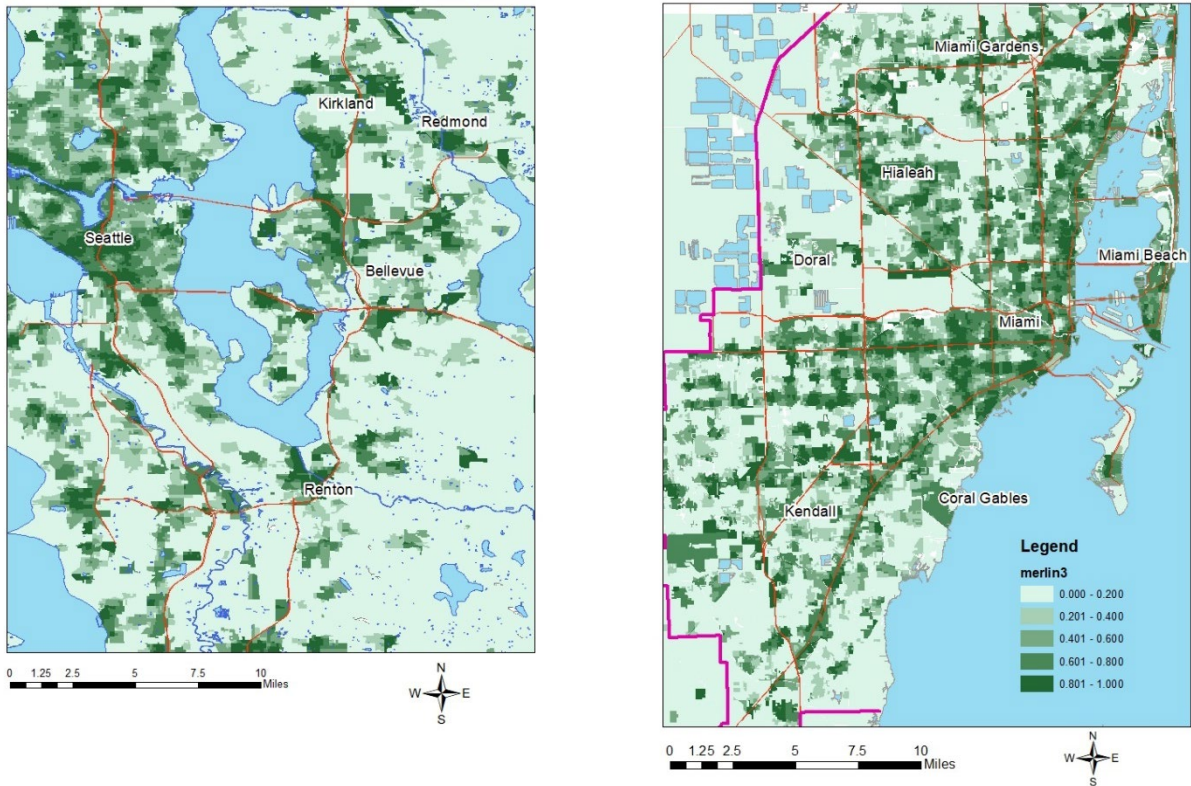 Kirkland
Redmond
Seattle
Bellevue
Renton
0 1.25 2.5 5 7.5 10
Miles
N
W E
S
Miami Gardens
Hialeah
Doral
Miami Beach
Miami
Coral Gables
Kendall
Legend
merlin3
0.000 - 0.200
0.201 - 0.400
0.401 - 0.600
0.601 - 0.800
0.801 - 1.000
0 1.25 2.5 5 7.5 10
Miles
N
W E
S